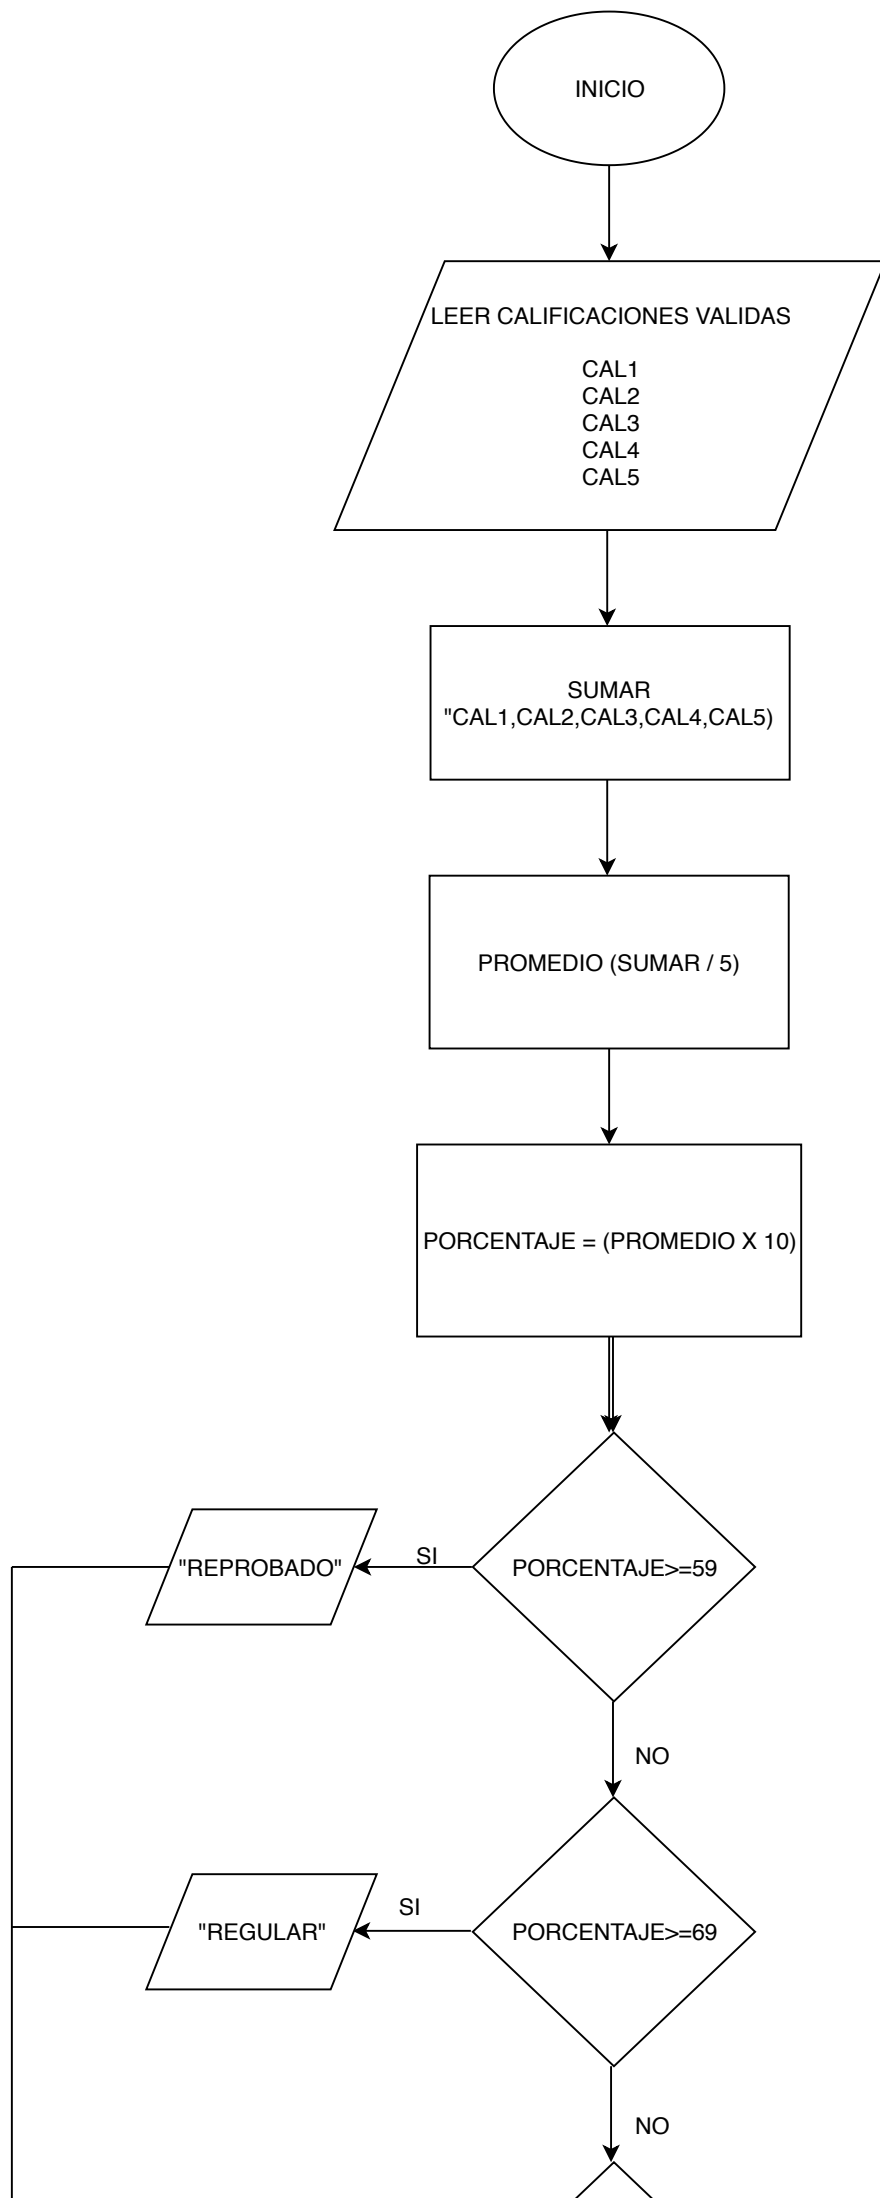 INICIO
LEER CALIFICACIONES VALIDAS
CAL1
CAL2
CAL3
CAL4
CAL5
SUMAR
"CAL1,CAL2,CAL3,CAL4,CAL5)
PROMEDIO (SUMAR / 5)
PORCENTAJE = (PROMEDIO X 10)
"REPROBADO"
SI
PORCENTAJE>=59
NO
"REGULAR"
SI
PORCENTAJE>=69
NO